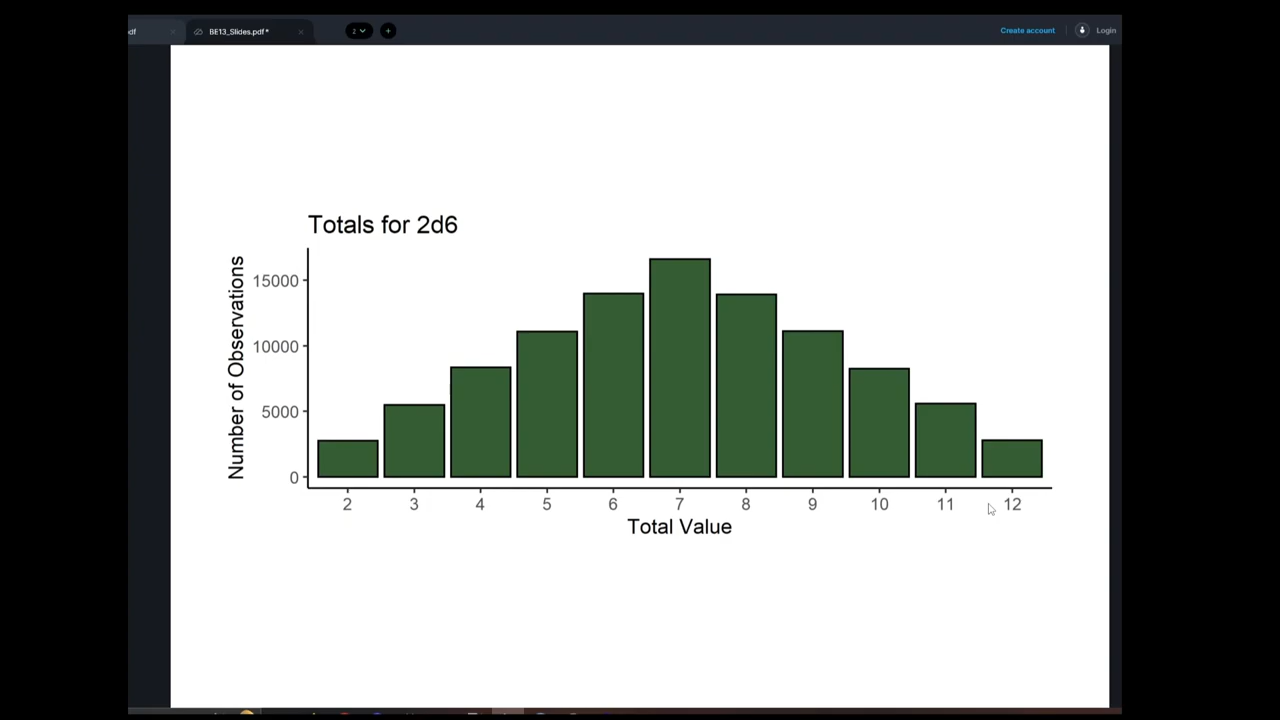 df
BE13_Slides.pdf*
Create account
Login
Totals for 2d6
Number of Observations
15000
10000
5000
0
2 3 4 5 6 7 8 9 10 11 12
Total Value